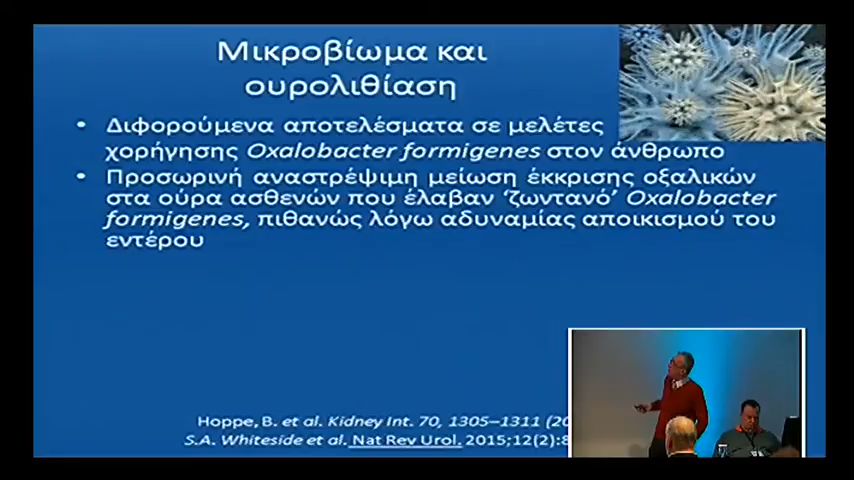 Μικροβίωμα και
ουρολιθίαση
• Διφορούμενα αποτελέσματα σε μελέτες
χορήγησης Oxalobacter formigenes στον άνθρωπο
• Προσωρινή αναστρέψιμη μείωση έκκρισης οξαλικών
στα ούρα ασθενών που έλαβαν ‘ζωντανό’ Oxalobacter
formigenes, πιθανώς λόγω αδυναμίας αποικισμού του
εντέρου
Hoppe, B. et al. Kidney Int. 70, 1305–1311
S.A. Whiteside et al. Nat Rev Urol. 2015;12(2):